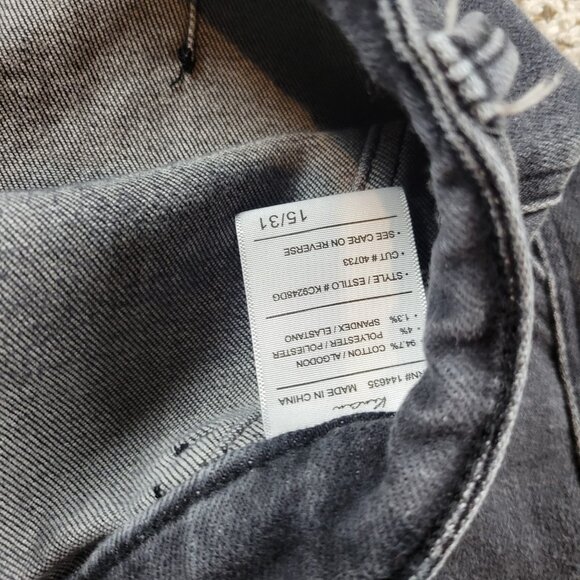 KanCan
RN# 144635 MADE IN CHINA
94.7% COTTON / ALGODON
• 4% POLYESTER / POLIESTER
• 1.3% SPANDEX / ELASTANO
• STYLE / ESTILO # KC9248DG
• CUT # 40733
• SEE CARE ON REVERSE
15/31